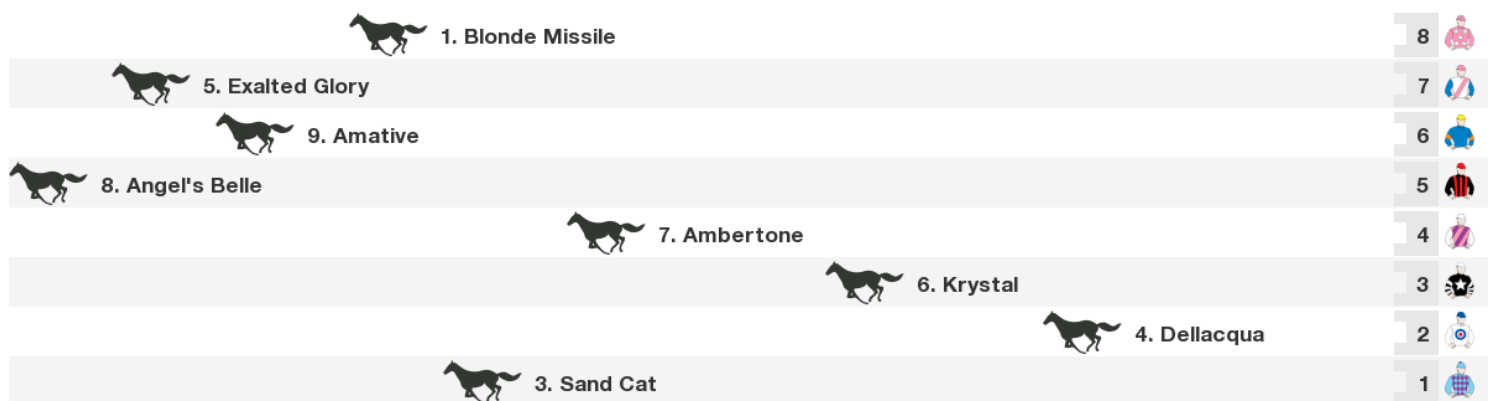 1. Blonde Missile 8
5. Exalted Glory 7
9. Amative 6
8. Angel's Belle 5
7. Ambertone 4
6. Krystal 3
4. Dellacqua 2
3. Sand Cat 1